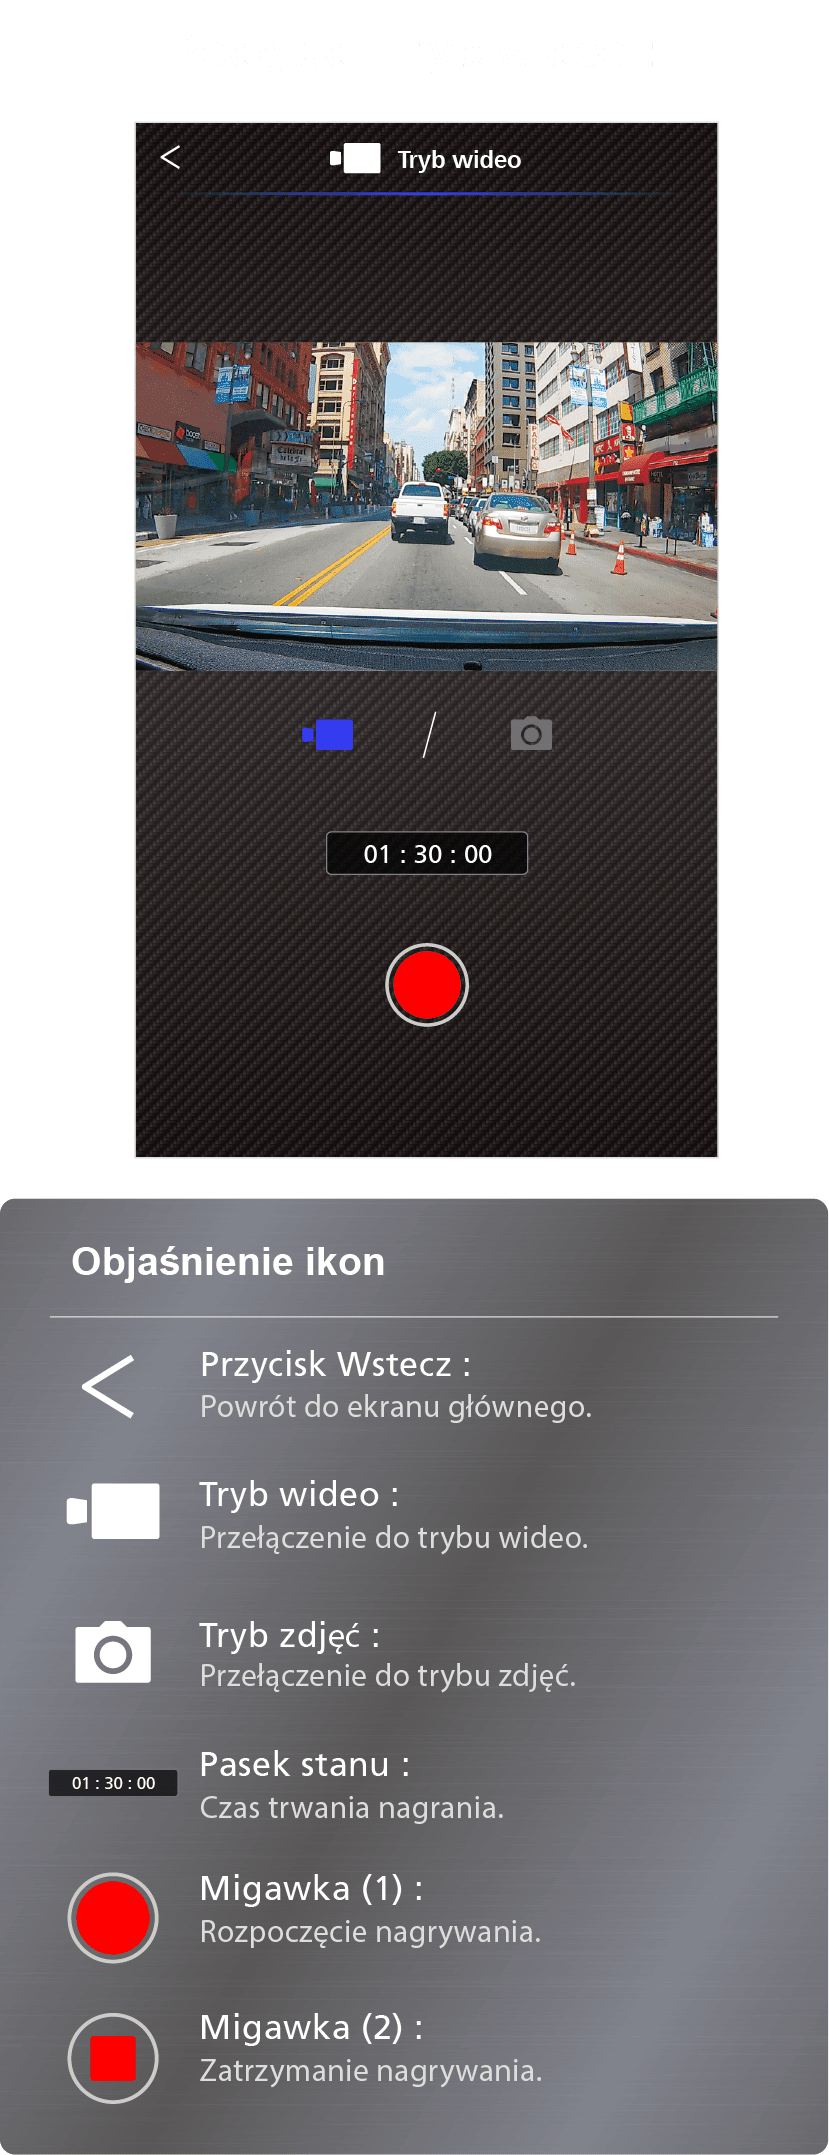 Tryb wideo
01 : 30 : 00
Objaśnienie ikon
Przycisk Wstecz :
Powrót do ekranu głównego.
Tryb wideo :
Przełączenie do trybu wideo.
Tryb zdjęć :
Przełączenie do trybu zdjęć.
01 : 30 : 00
Pasek stanu :
Czas trwania nagrania.
Migawka (1) :
Rozpoczęcie nagrywania.
Migawka (2) :
Zatrzymanie nagrywania.